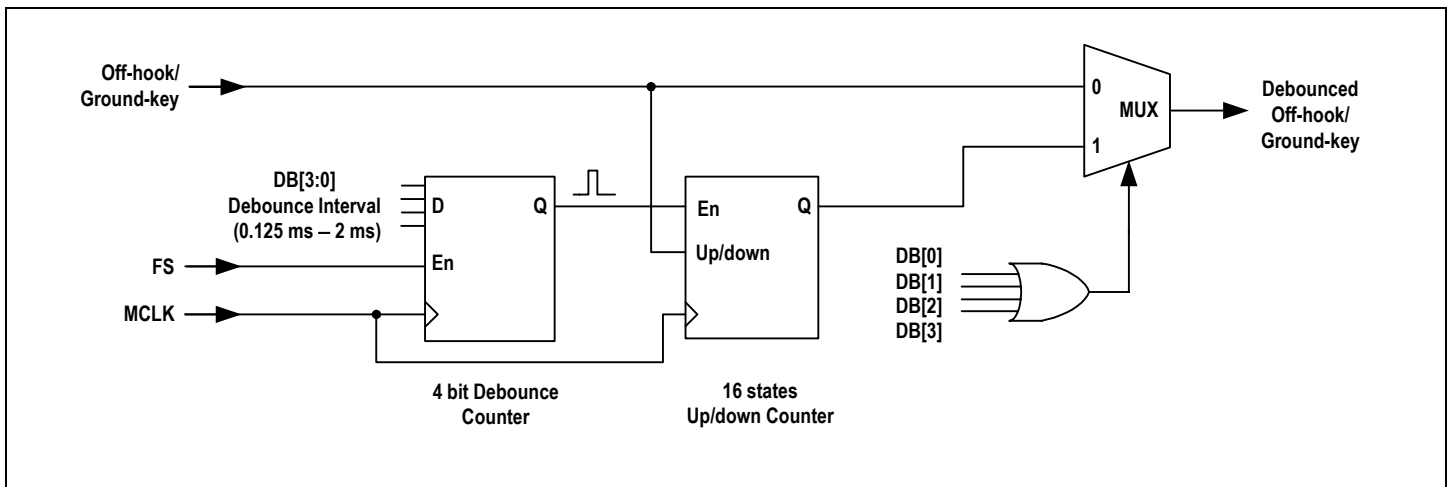 Off-hook/
Ground-key
0
MUX
1
Debounced
Off-hook/
Ground-key
DB[3:0]
Debounce Interval
(0.125 ms – 2 ms)
D
Q
En
FS
MCLK
En
Q
Up/down
DB[0]
DB[1]
DB[2]
DB[3]
4 bit Debounce
Counter
16 states
Up/down Counter